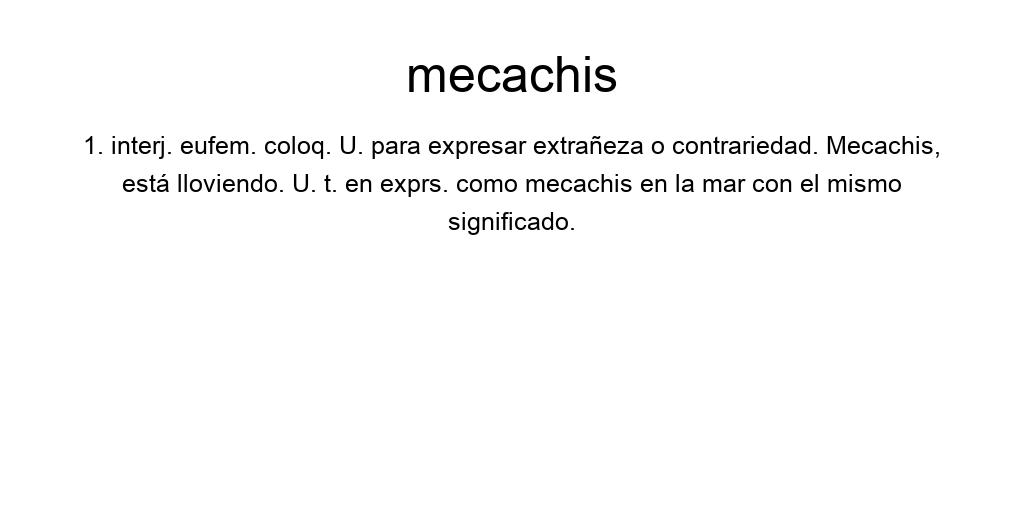 mecachis
1. interj. eufem. coloq. U. para expresar extrañeza o contrariedad. Mecachis,
está lloviendo. U. t. en exprs. como mecachis en la mar con el mismo
significado.